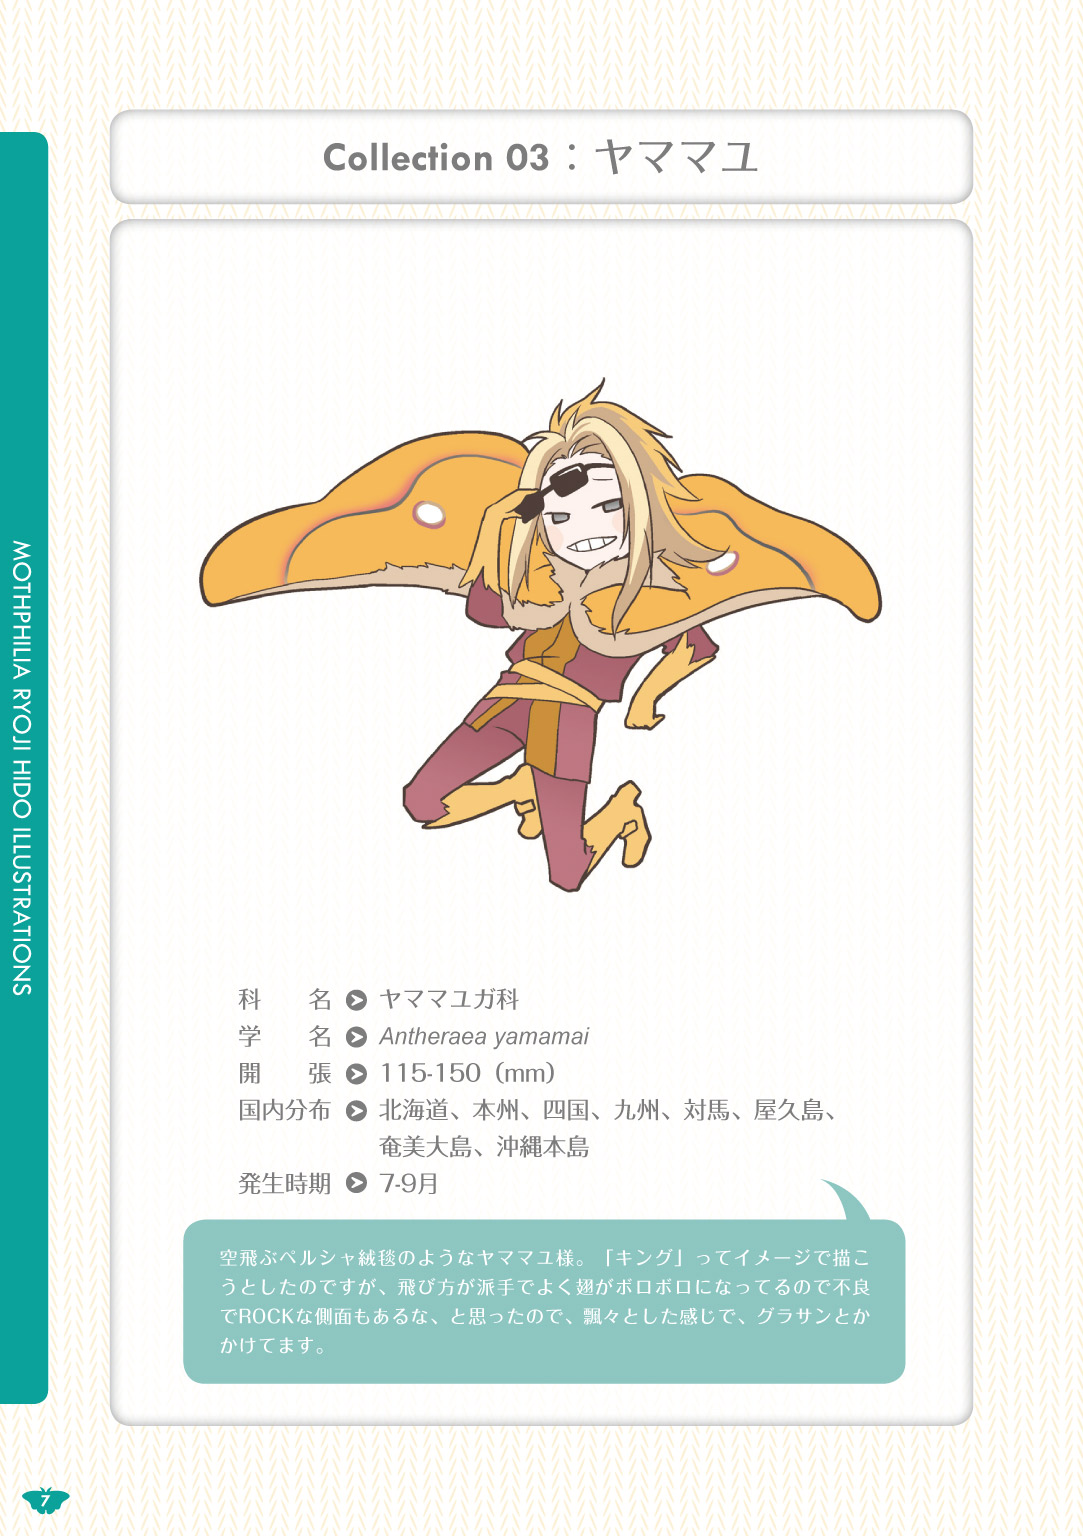 Collection 03：ヤママユ
MOTHPHILIA RYOJI HIDO ILLUSTRATIONS
科　名 ヤママユガ科
学　名 Antheraea yamamai
開　張 115-150（mm）
国内分布 北海道、本州、四国、九州、対馬、屋久島、
奄美大島、沖縄本島
発生時期 7-9月
空飛ぶペルシャ絨毯のようなヤママユ様。「キング」ってイメージで描こ
うとしたのですが、飛び方が派手でよく翅がボロボロになってるので不良
でROCKな側面もあるな、と思ったので、飄々とした感じで、グラサンとか
かけてます。
7